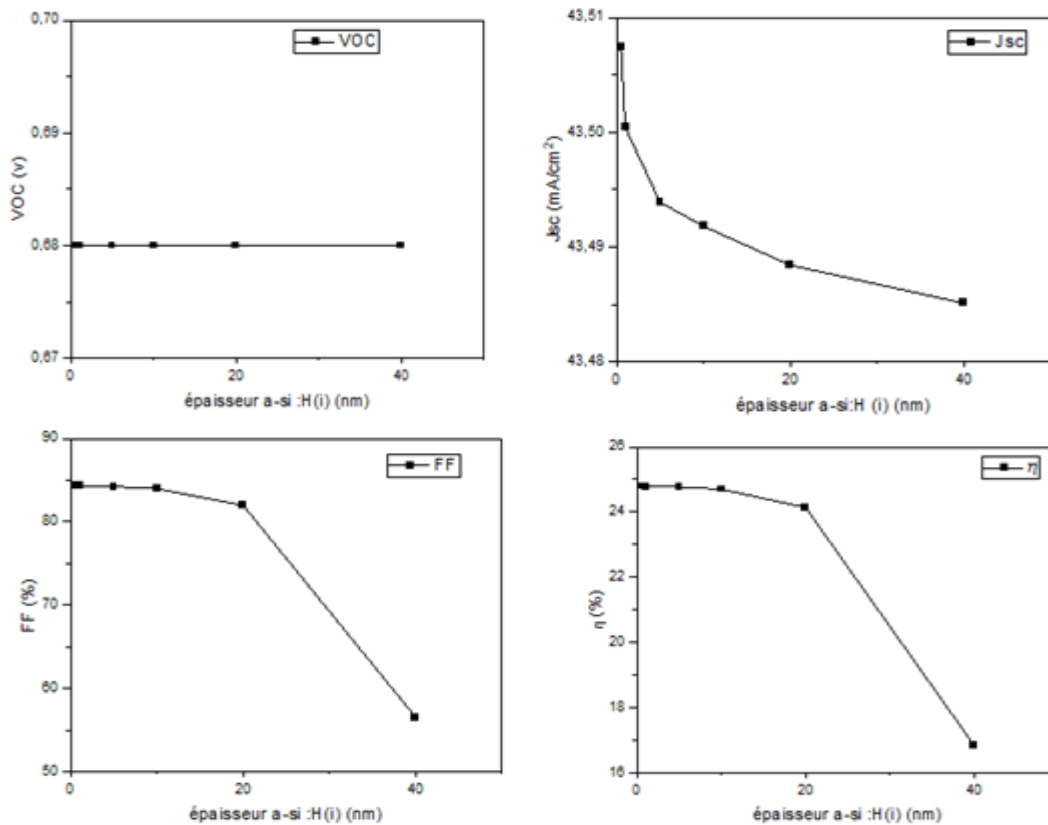 VOC
0,70
0,69
0,68
0,67
VOC (v)
0
20
40
épaisseur a-si :H(i) (nm)
Jsc
43,51
43,50
43,49
43,48
Jsc (mA/cm²)
0
20
40
épaisseur a-si:H (i) (nm)
FF
90
80
70
60
50
FF (%)
0
20
40
épaisseur a-si :H(i) (nm)
η
26
24
22
20
18
16
η (%)
0
20
40
épaisseur a-si :H(i) (nm)